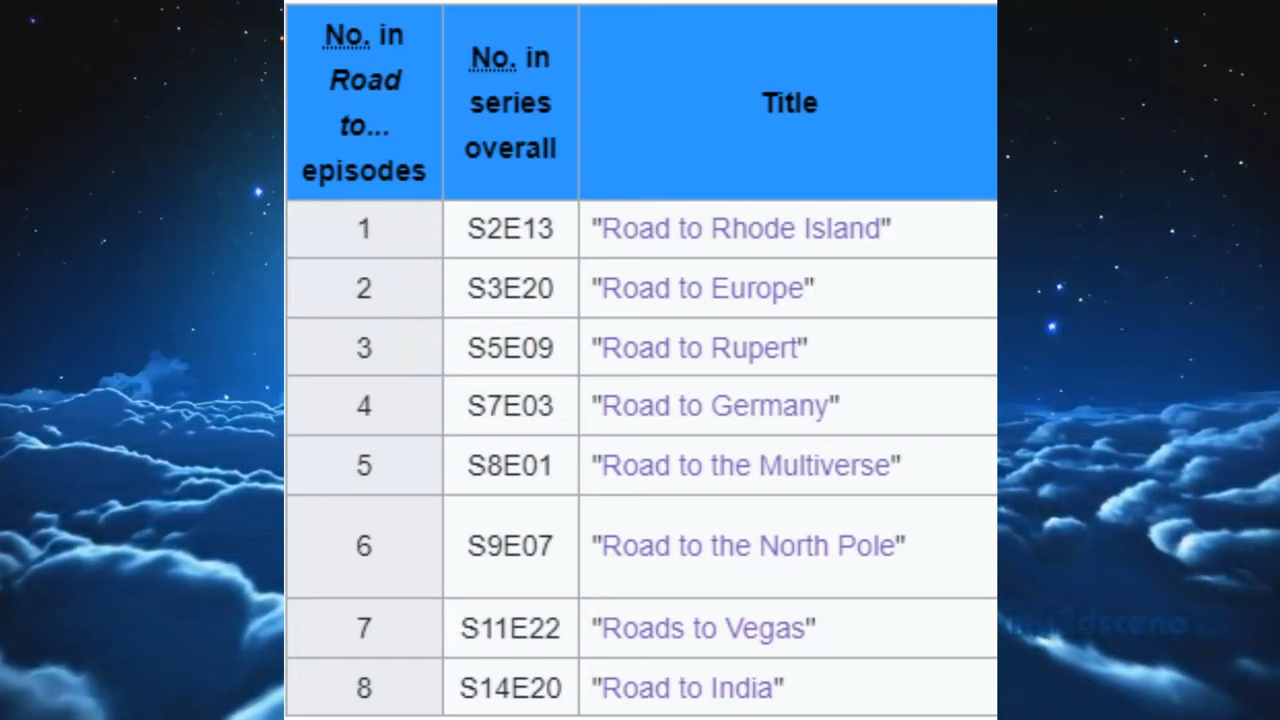 No. in
Road
to...
episodes
No. in
series
overall
Title
1 S2E13 "Road to Rhode Island"
2 S3E20 "Road to Europe"
3 S5E09 "Road to Rupert"
4 S7E03 "Road to Germany"
5 S8E01 "Road to the Multiverse"
6 S9E07 "Road to the North Pole"
7 S11E22 "Roads to Vegas"
8 S14E20 "Road to India"